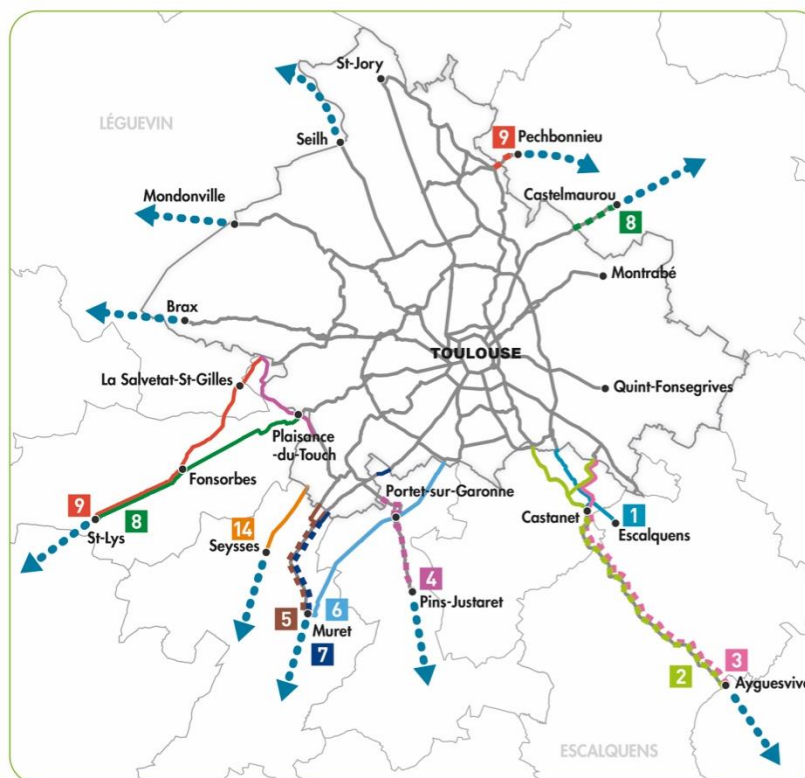 St-Jory
LÉGUEVIN
Seilh
9
Pechbonnieu
Castelmaurou
8
Mondonville
Montrabé
Brax
TOULOUSE
La Salvetat-St-Gilles
Quint-Fonsegrives
Plaisance
-du-Touch
Fonsorbes
Portet-sur-Garonne
9
8
St-Lys
14
Seysses
Castanet
1
Escalquens
4
Pins-Justaret
5
6
Muret
7
2
3
Ayguesvive
ESCALQUENS